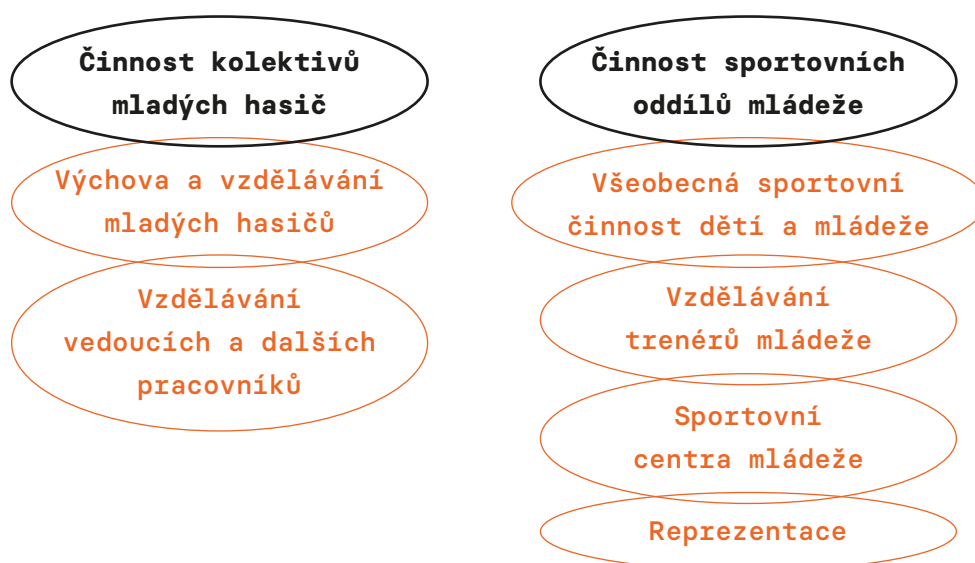 Činnost kolektivů
mladých hasič
Výchova a vzdělávání
mladých hasičů
Vzdělávání
vedoucích a dalších
pracovníků
Činnost sportovních
oddílů mládeže
Všeobecná sportovní
činnost dětí a mládeže
Vzdělávání
trenérů mládeže
Sportovní
centra mládeže
Reprezentace